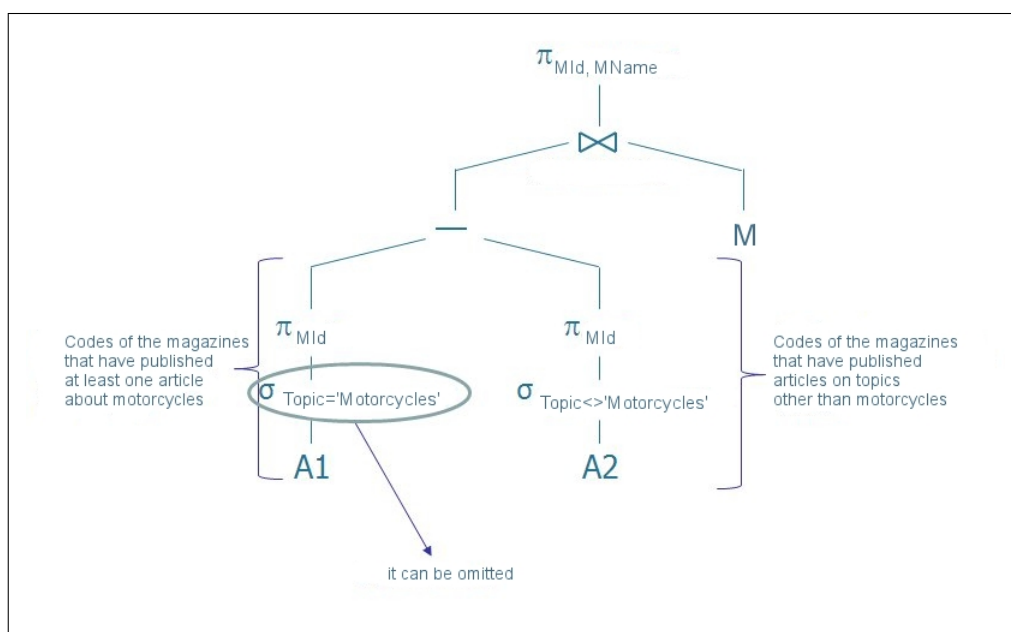 π MId, MName
⋈
—
M
π MId
π MId
Codes of the magazines
that have published
at least one article
about motorcycles
Codes of the magazines
that have published
articles on topics
other than motorcycles
σ Topic='Motorcycles'
σ Topic<>'Motorcycles'
A1
A2
it can be omitted